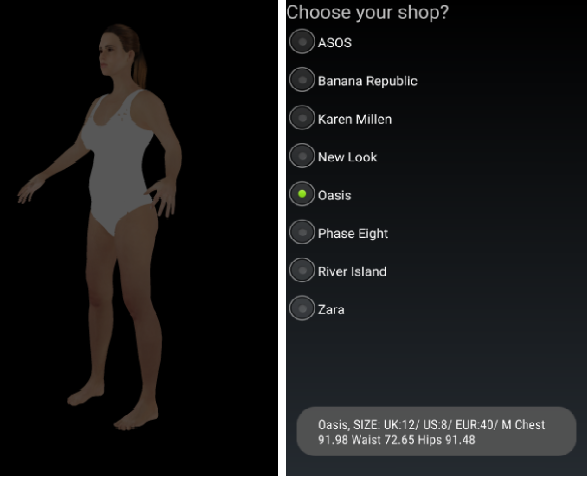 Choose your shop?
ASOS
Banana Republic
Karen Millen
New Look
Oasis
Phase Eight
River Island
Zara
Oasis, SIZE: UK:12/ US:8/ EUR:40/ M Chest
91.98 Waist 72.65 Hips 91.48